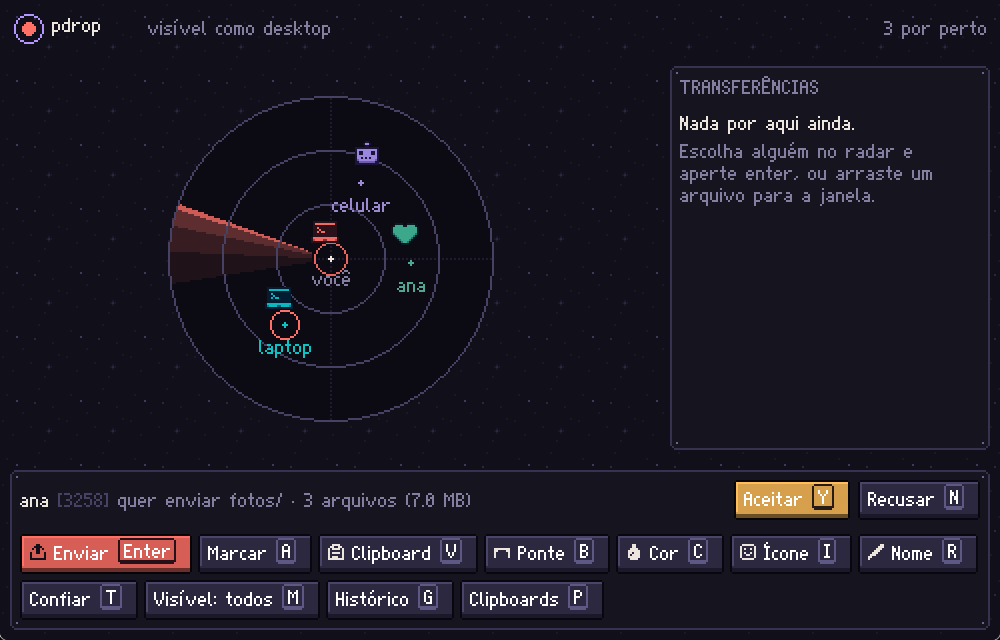 pdrop visível como desktop 3 por perto
TRANSFERÊNCIAS
Nada por aqui ainda.
Escolha alguém no radar e
aperte enter, ou arraste um
arquivo para a janela.
celular
você
ana
laptop
ana [3258] quer enviar fotos/ · 3 arquivos (7.0 MB) Aceitar Y Recusar N
Enviar Enter Marcar A Clipboard V Ponte B Cor C Ícone I Nome R
Confiar T Visível: todos M Histórico G Clipboards P